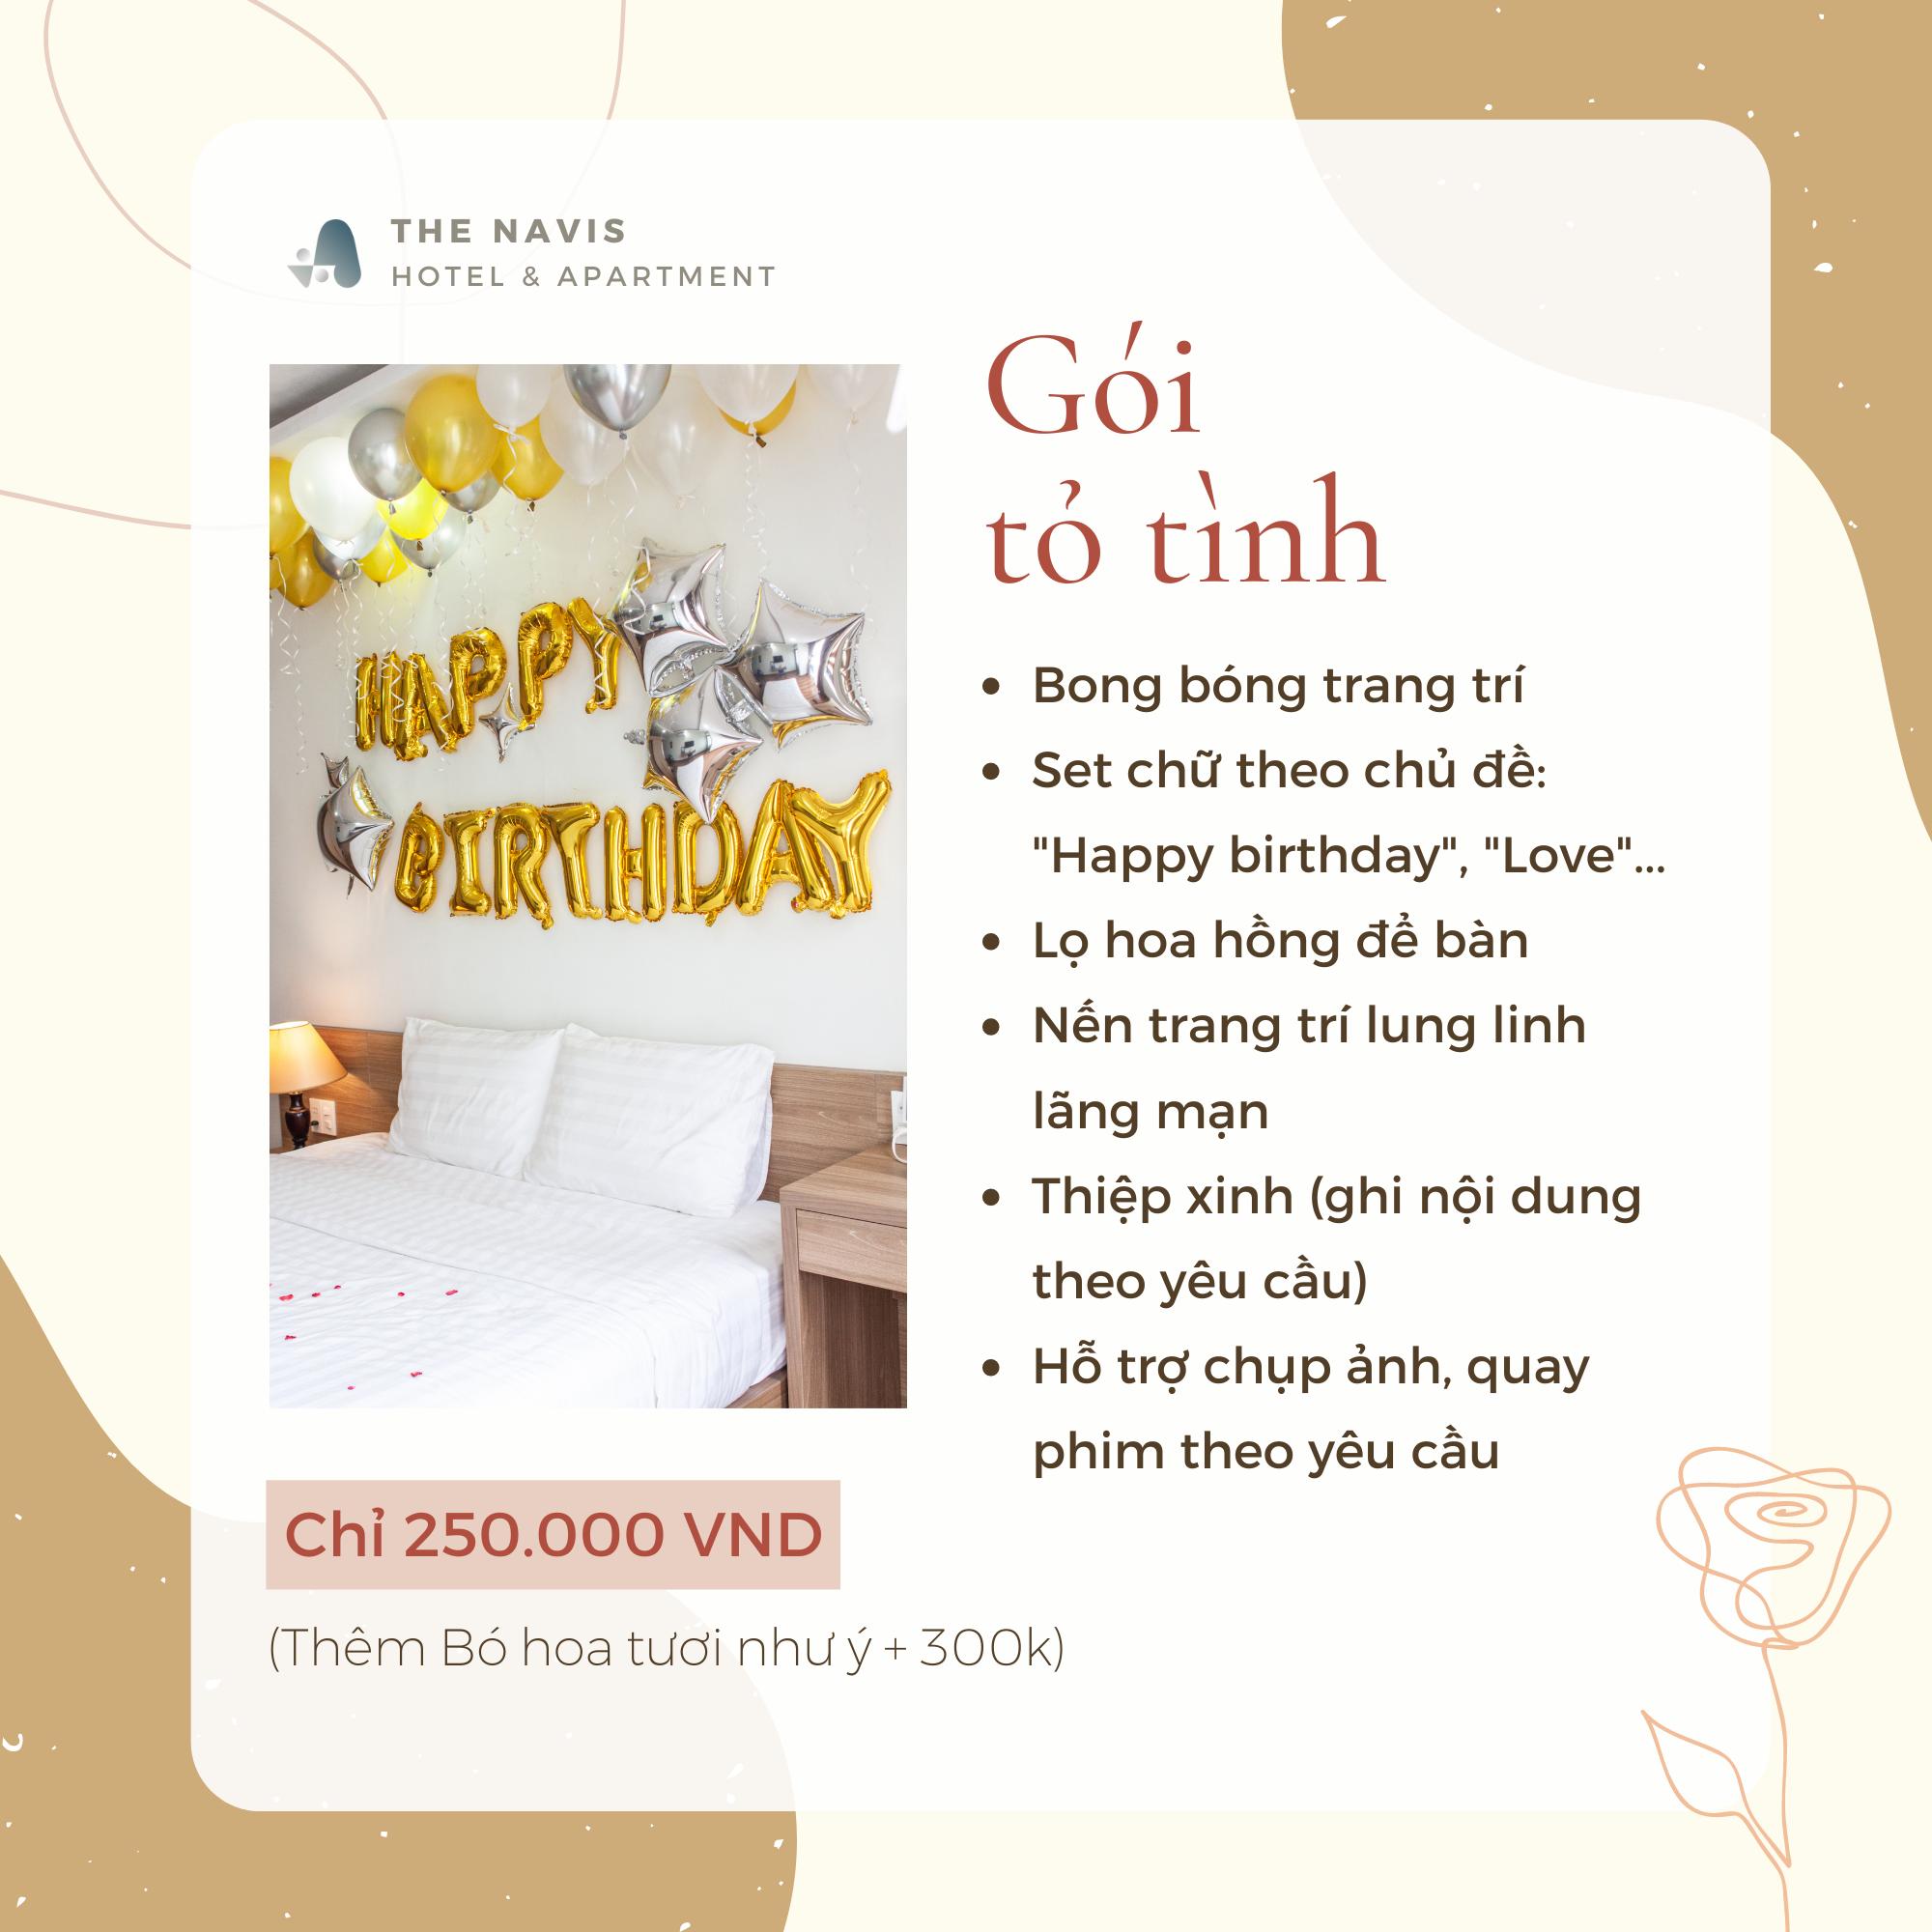 THE NAVIS
HOTEL & APARTMENT
Gói
tỏ tình
HAPPY
BIRTHDAY
• Bong bóng trang trí
• Set chữ theo chủ đề:
"Happy birthday", "Love"...
• Lọ hoa hồng để bàn
• Nến trang trí lung linh
lãng mạn
• Thiệp xinh (ghi nội dung
theo yêu cầu)
• Hỗ trợ chụp ảnh, quay
phim theo yêu cầu
Chỉ 250.000 VND
(Thêm Bó hoa tươi như ý + 300k)